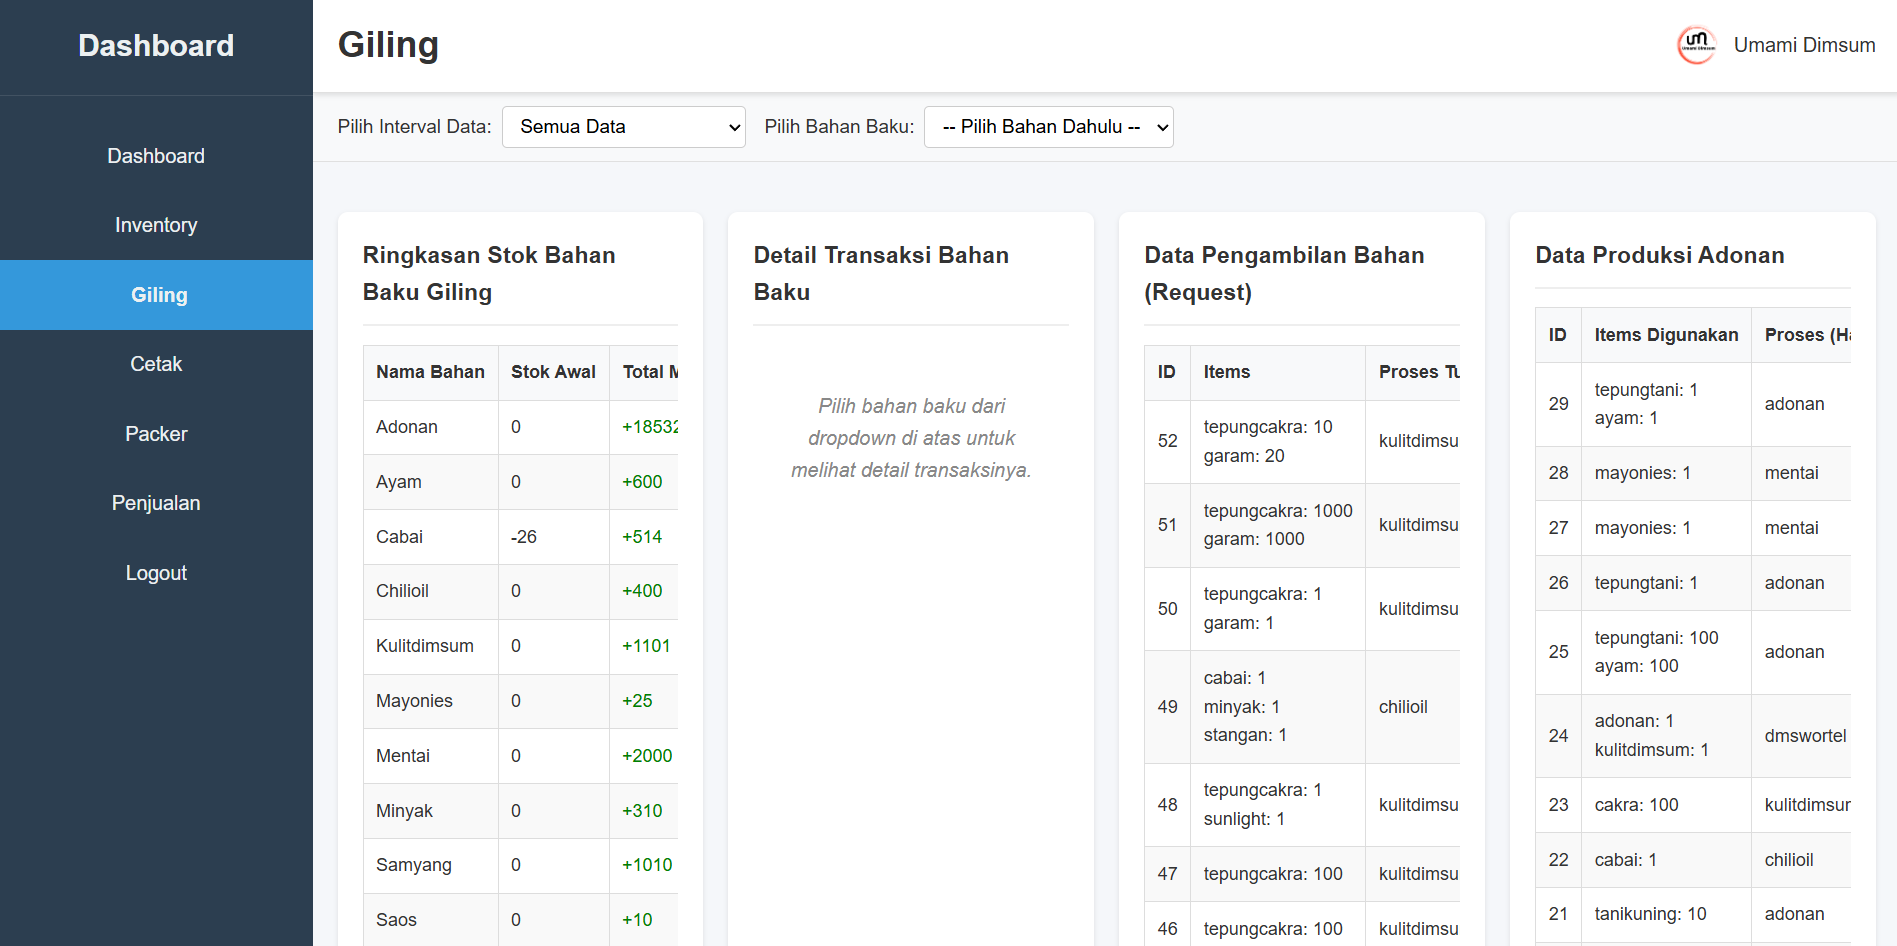 Dashboard
Dashboard
Inventory
Giling
Cetak
Packer
Penjualan
Logout
Giling
um
Umami Dimsum
Umami Dimsum
Pilih Interval Data: Semua Data Pilih Bahan Baku: -- Pilih Bahan Dahulu --
Ringkasan Stok Bahan
Baku Giling
Nama Bahan Stok Awal Total M
Adonan 0 +18532
Ayam 0 +600
Cabai -26 +514
Chilioil 0 +400
Kulitdimsum 0 +1101
Mayonies 0 +25
Mentai 0 +2000
Minyak 0 +310
Samyang 0 +1010
Saos 0 +10
Detail Transaksi Bahan
Baku
Pilih bahan baku dari
dropdown di atas untuk
melihat detail transaksinya.
Data Pengambilan Bahan
(Request)
ID Items Proses Tu
52 tepungcakra: 10
garam: 20 kulitdimsu
51 tepungcakra: 1000
garam: 1000 kulitdimsu
50 tepungcakra: 1
garam: 1 kulitdimsu
49 cabai: 1
minyak: 1
stangan: 1 chilioil
48 tepungcakra: 1
sunlight: 1 kulitdimsu
47 tepungcakra: 100 kulitdimsu
46 tepungcakra: 100 kulitdimsu
Data Produksi Adonan
ID Items Digunakan Proses (Ha
29 tepungtani: 1
ayam: 1 adonan
28 mayonies: 1 mentai
27 mayonies: 1 mentai
26 tepungtani: 1 adonan
25 tepungtani: 100
ayam: 100 adonan
24 adonan: 1
kulitdimsum: 1 dmswortel
23 cakra: 100 kulitdimsum
22 cabai: 1 chilioil
21 tanikuning: 10 adonan